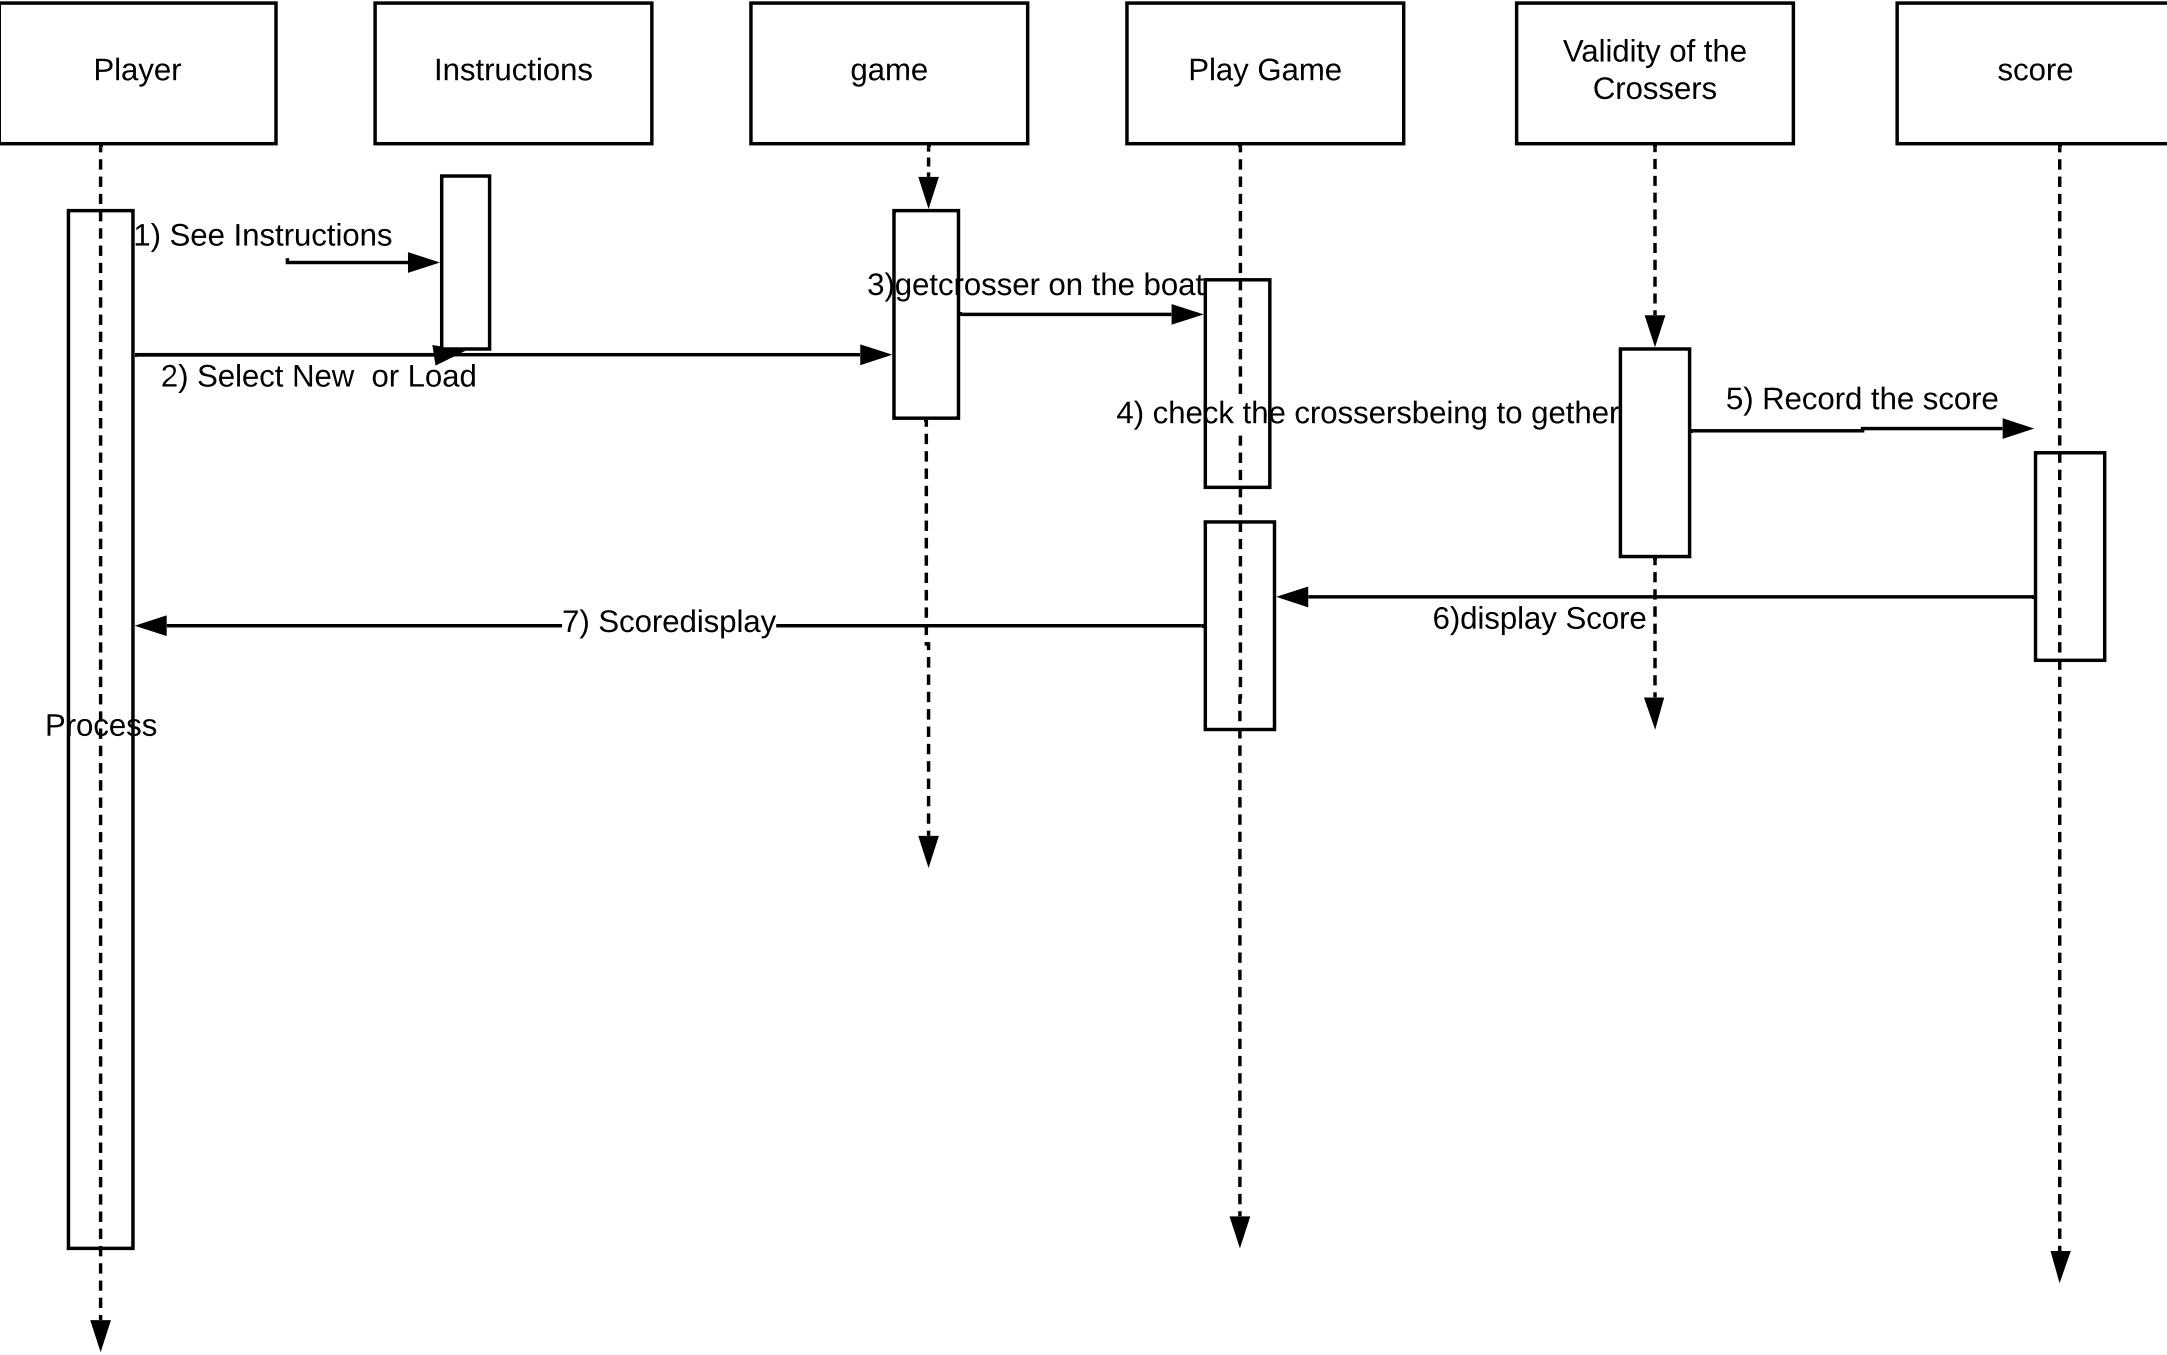 Player
Instructions
game
Play Game
Validity of the
Crossers
score
1) See Instructions
3)getcrosser on the boat
2) Select New  or Load
4) check the crossersbeing to gether
5) Record the score
7) Scoredisplay
6)display Score
Process